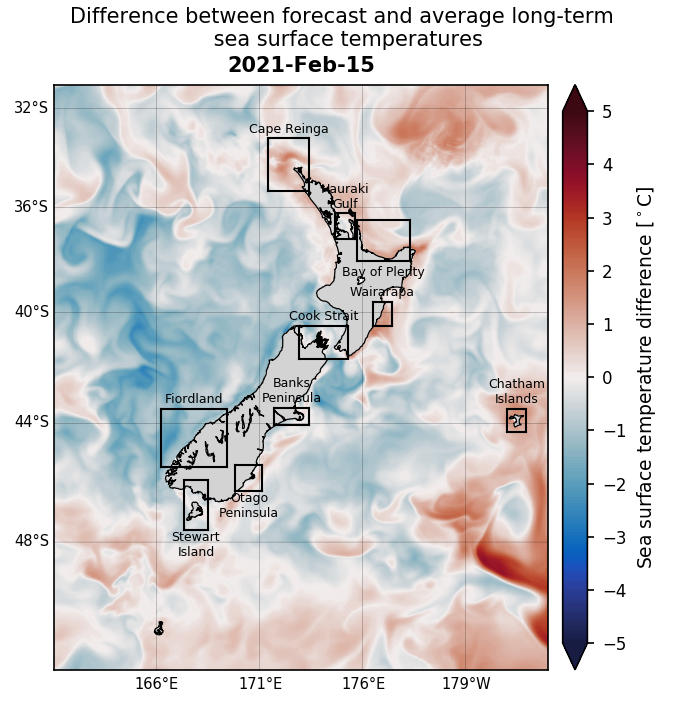 Difference between forecast and average long-term
sea surface temperatures
2021-Feb-15
32°S
36°S
40°S
44°S
48°S
166°E
171°E
176°E
179°W
Cape Reinga
Hauraki
Gulf
Bay of Plenty
Wairarapa
Cook Strait
Banks
Peninsula
Fiordland
Chatham
Islands
Otago
Peninsula
Stewart
Island
5
4
3
2
1
0
−1
−2
−3
−4
−5
Sea surface temperature difference [°C]